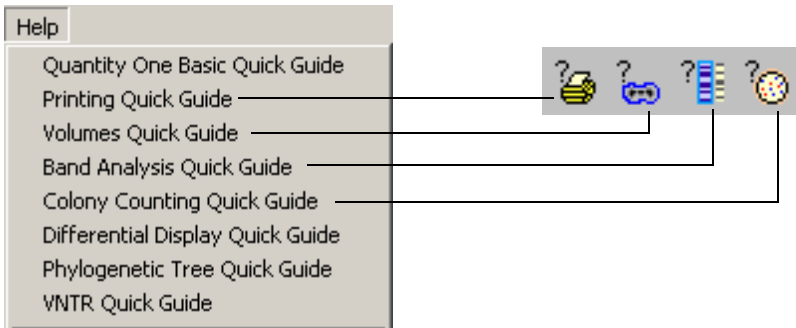 Help
Quantity One Basic Quick Guide
Printing Quick Guide
Volumes Quick Guide
Band Analysis Quick Guide
Colony Counting Quick Guide
Differential Display Quick Guide
Phylogenetic Tree Quick Guide
VNTR Quick Guide
? ? ? ?